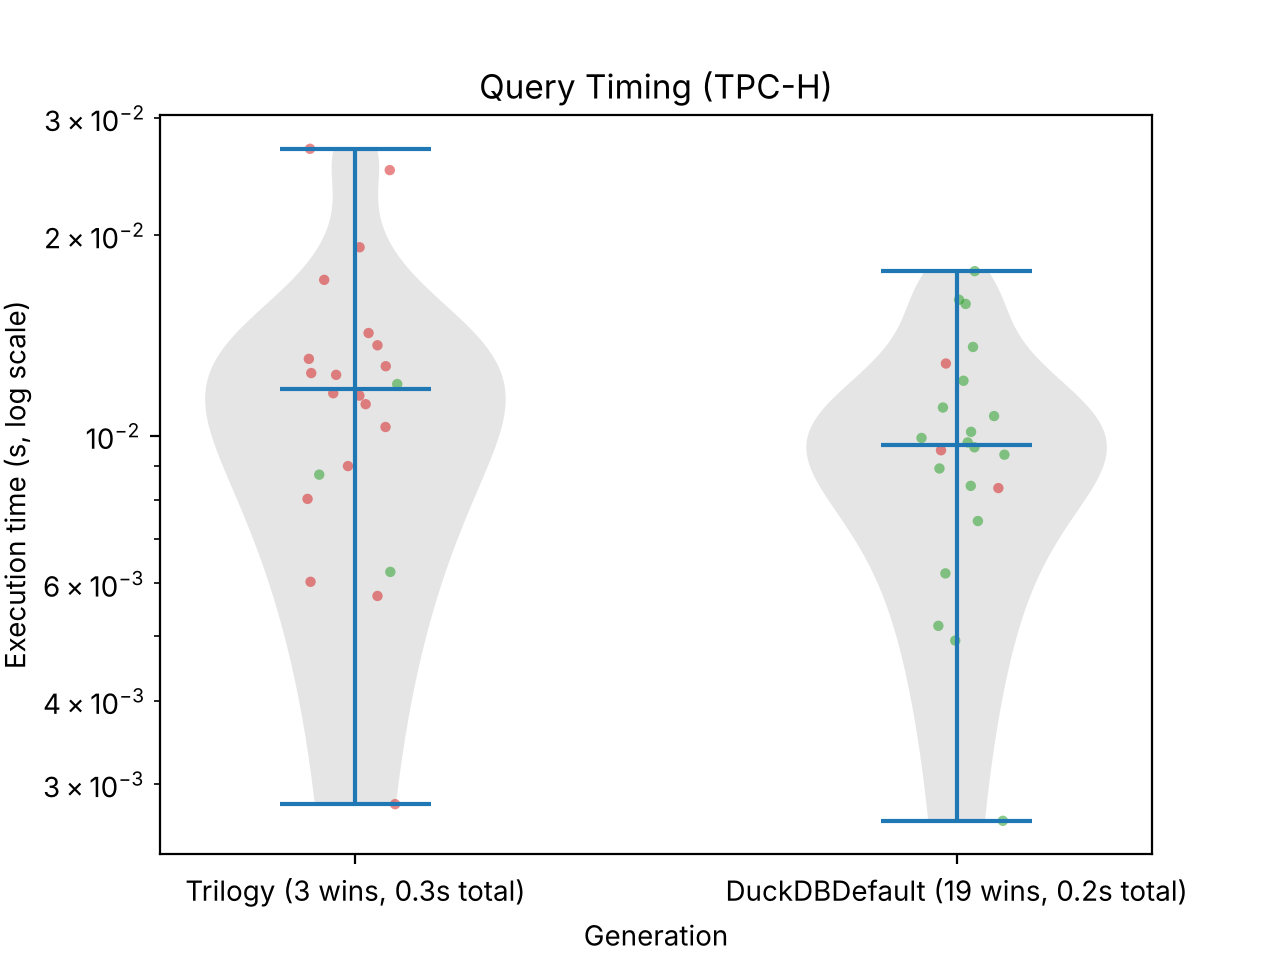 Query Timing (TPC-H)
3 × 10⁻²
2 × 10⁻²
10⁻²
6 × 10⁻³
4 × 10⁻³
3 × 10⁻³
Execution time (s, log scale)
Trilogy (3 wins, 0.3s total)
DuckDBDefault (19 wins, 0.2s total)
Generation